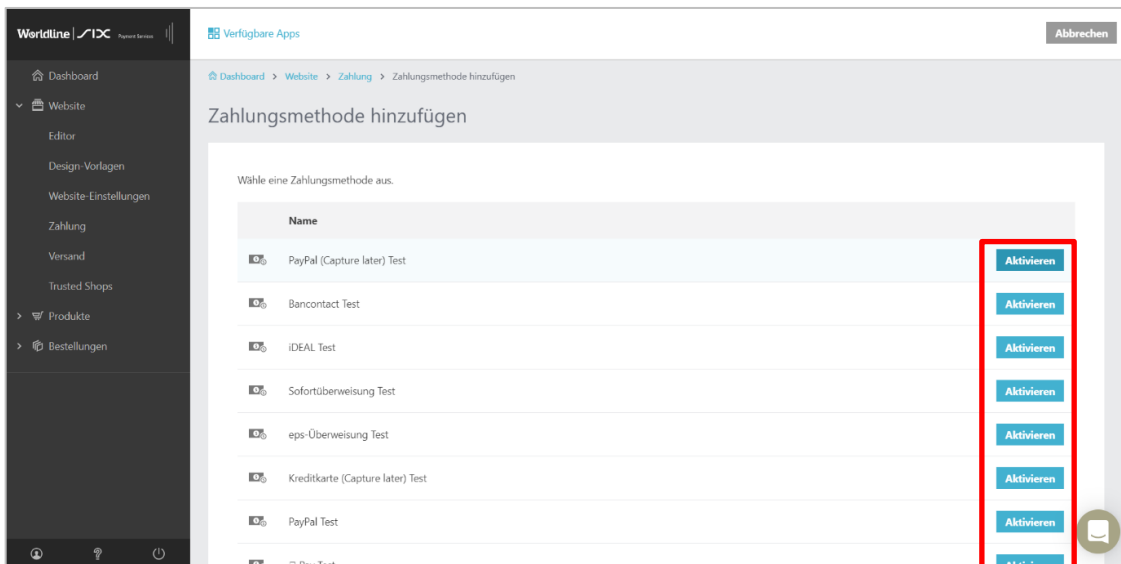 Worldline SIX Payment Services
Verfügbare Apps
Abbrechen
Dashboard
Website
Editor
Design-Vorlagen
Website-Einstellungen
Zahlung
Versand
Trusted Shops
Produkte
Bestellungen
Dashboard > Website > Zahlung > Zahlungsmethode hinzufügen
Zahlungsmethode hinzufügen
Wähle eine Zahlungsmethode aus.
Name
PayPal (Capture later) Test Aktivieren
Bancontact Test Aktivieren
iDEAL Test Aktivieren
Sofortüberweisung Test Aktivieren
eps-Überweisung Test Aktivieren
Kreditkarte (Capture later) Test Aktivieren
PayPal Test Aktivieren
Pay Test Aktivieren